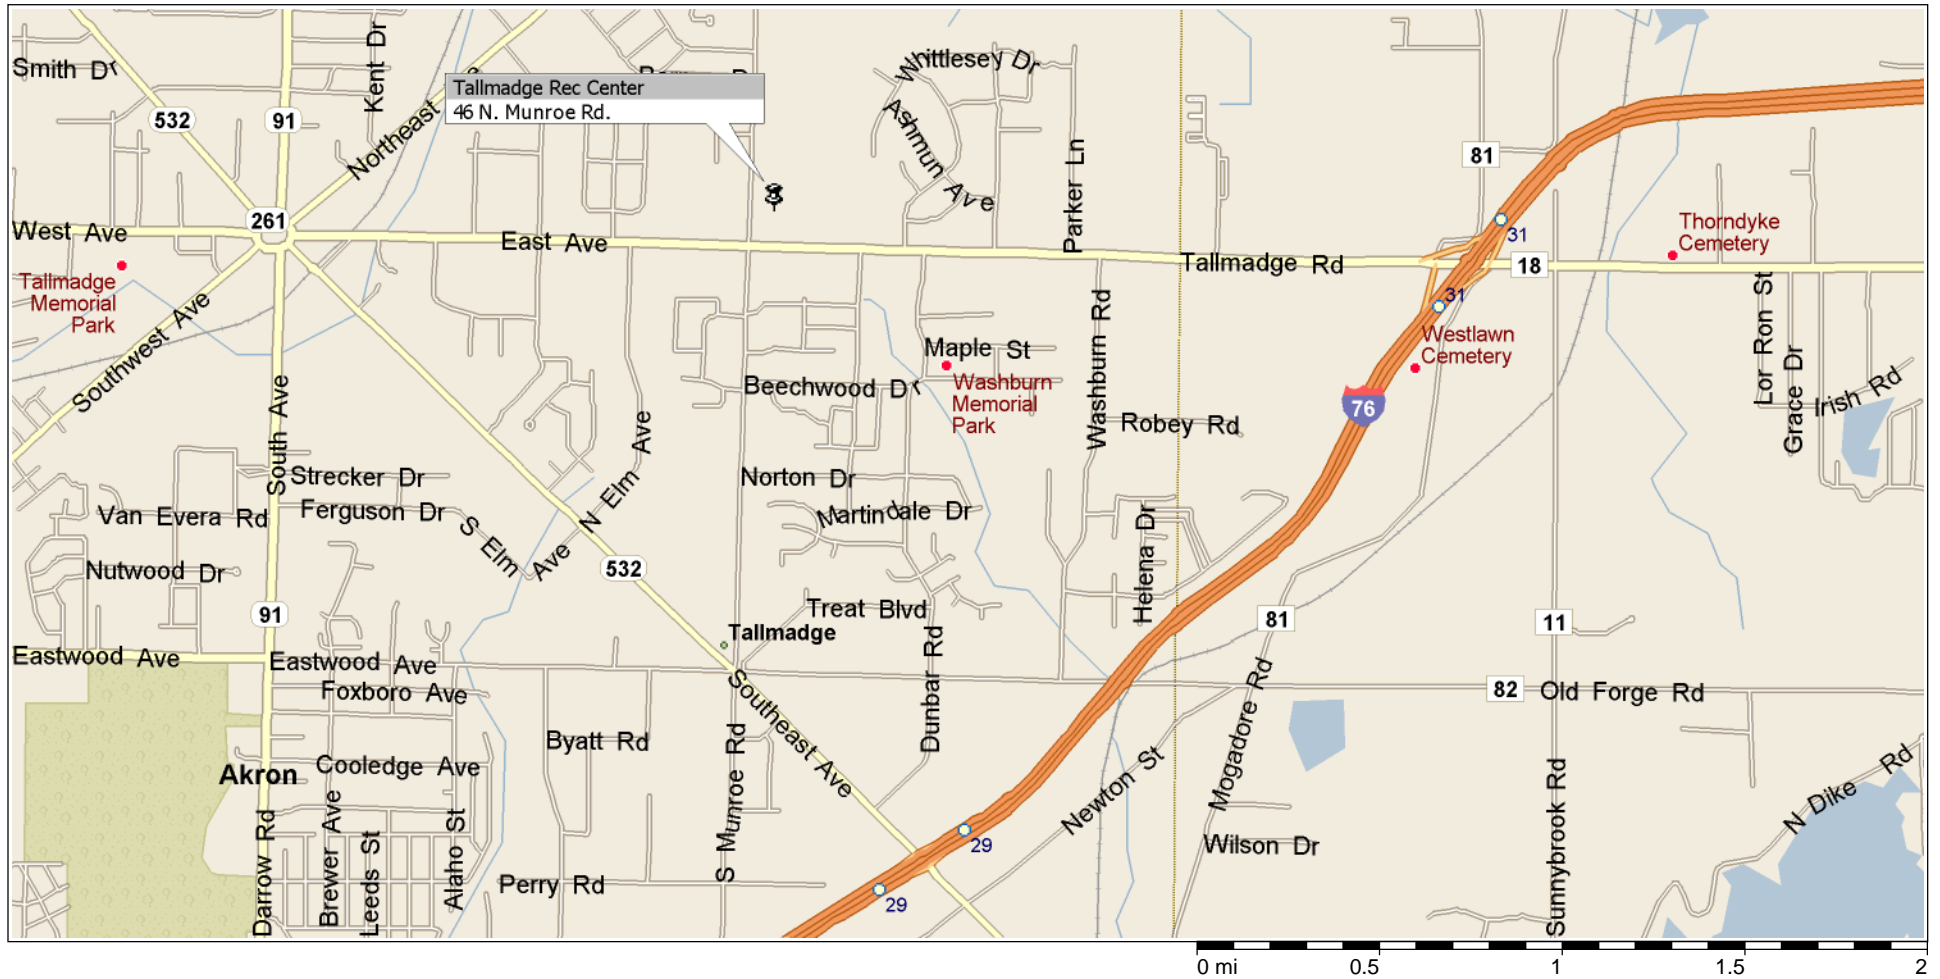 Smith Dr
Kent Dr
532
91
Northeast
Tallmadge Rec Center
46 N. Munroe Rd.
Whittlesey Dr
Ashmun Ave
Parker Ln
81
261
West Ave
East Ave
Tallmadge Rd
31
18
Thorndyke
Cemetery
Tallmadge
Memorial
Park
Southwest Ave
South Ave
31
Westlawn
Cemetery
Lor Ron St
Grace Dr
Irish Rd
Maple St
Beechwood Dr
Washburn
Memorial
Park
Washburn Rd
Robey Rd
76
N Elm Ave
Strecker Dr
Norton Dr
Van Evera Rd
Ferguson Dr
S Elm Ave
Martindale Dr
Helena Dr
Nutwood Dr
532
91
Treat Blvd
Tallmadge
81
11
Eastwood Ave
Eastwood Ave
Foxboro Ave
Southeast Ave
Dunbar Rd
Mogadore Rd
82
Old Forge Rd
Byatt Rd
S Munroe Rd
Akron
Cooledge Ave
Newton St
Sunnybrook Rd
N Dike Rd
Darrow Rd
Brewer Ave
Leeds St
Alaho St
Wilson Dr
29
Perry Rd
29
0 mi
0.5
1
1.5
2